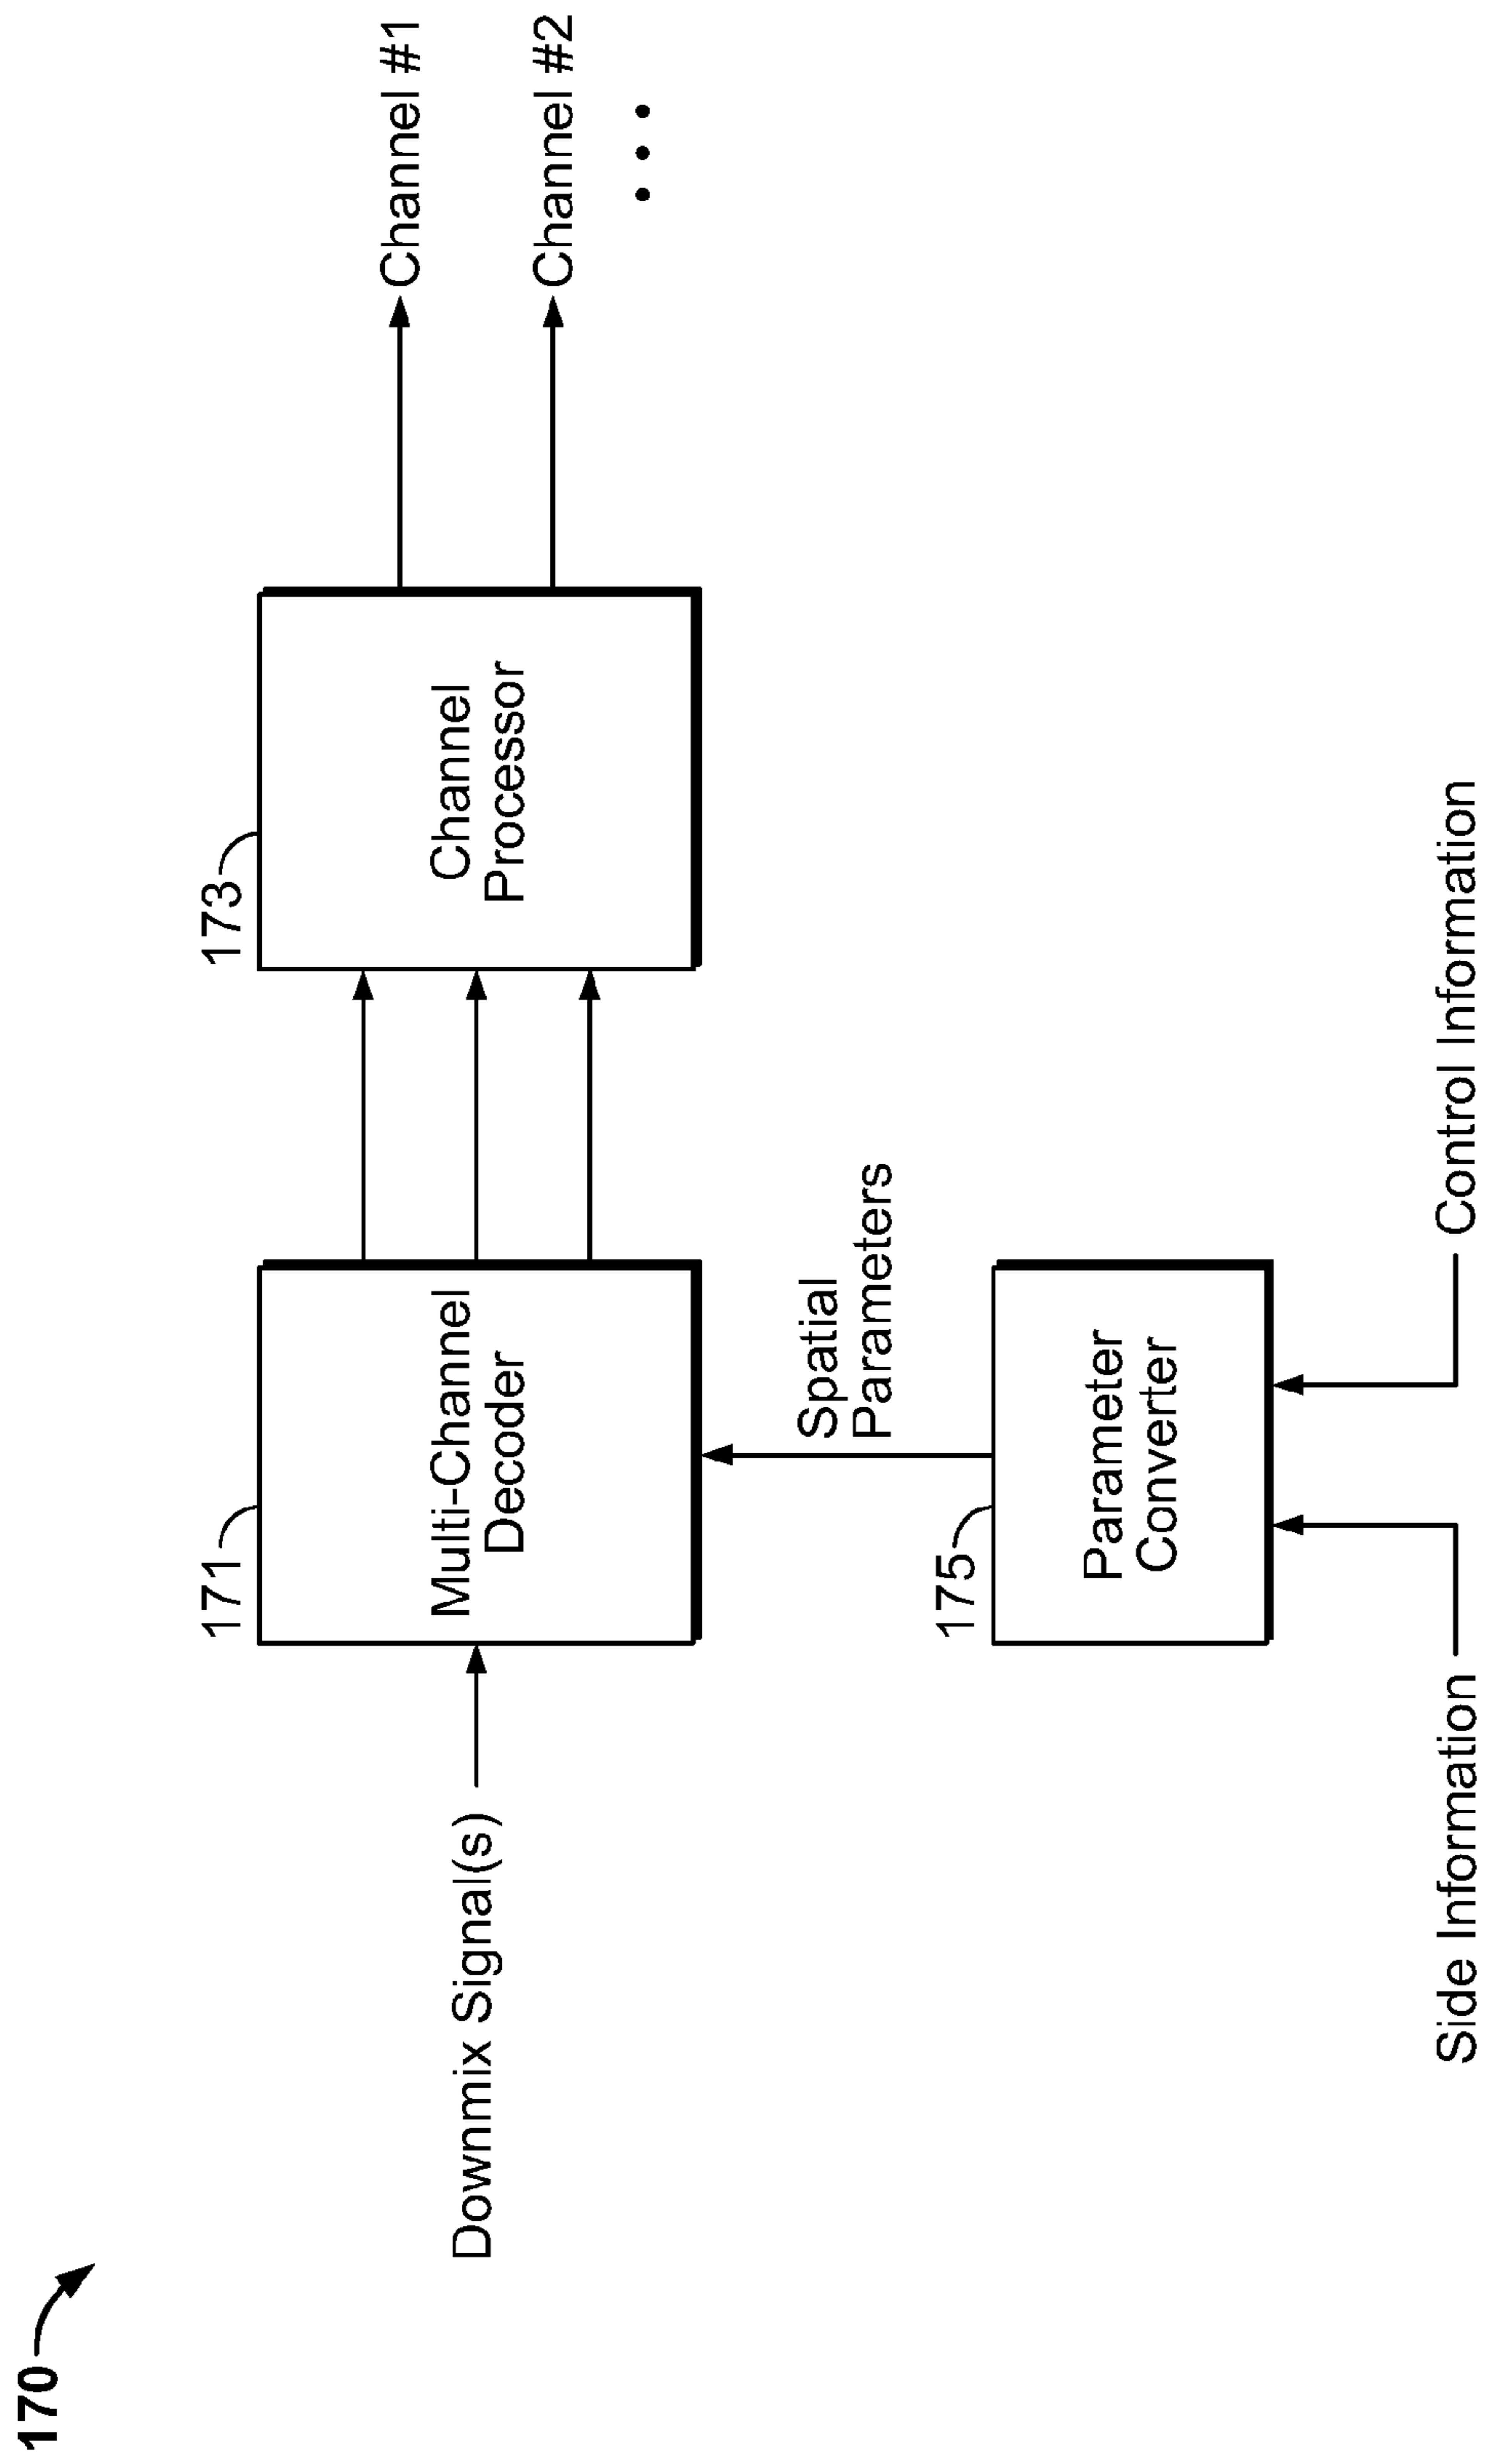 170
171
173
Downmix Signal(s)
Multi-Channel
Decoder
Channel
Processor
Channel #1
Channel #2
Spatial
Parameters
175
Parameter
Converter
Side Information
Control Information